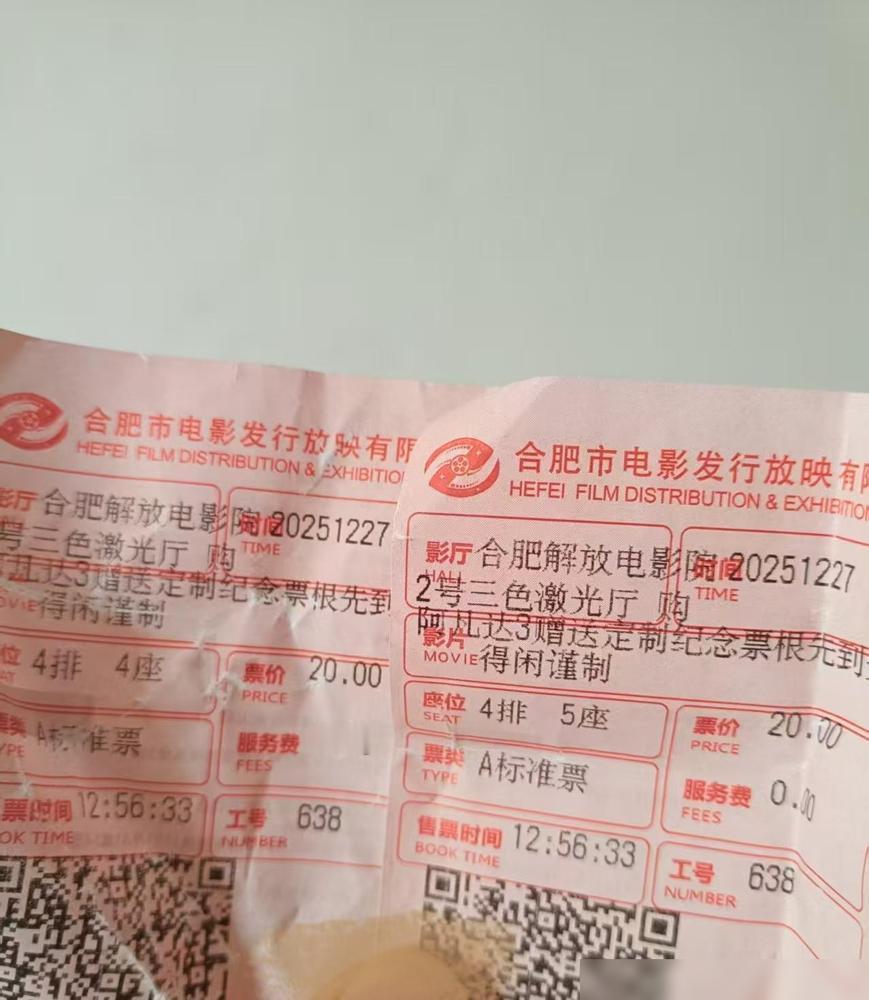 合肥市电影发行放映有限
HEFEI FILM DISTRIBUTION & EXHIBITIO
影厅 合肥解放电影院 时间 20251227
TIME
号三色激光厅 购
阿凡达3赠送定制纪念票根先到
MOVIE 得闲谨制
位 4排 4座
票价 20.00
PRICE
票类 A标准票
TYPE
服务费
FEES
票时间 12:56:33
OK TIME
工号 638
NUMBER
合肥市电影发行放映有限
HEFEI FILM DISTRIBUTION & EXHIBITION
影厅 合肥解放电影院 时间 20251227
HALL
TIME
2号三色激光厅 购
阿凡达3赠送定制纪念票根先到
影片
MOVIE 得闲谨制
座位 4排 5座
SEAT
票价 20.00
PRICE
票类 A标准票
TYPE
服务费 0.00
FEES
售票时间 12:56:33
BOOK TIME
工号 638
NUMBER